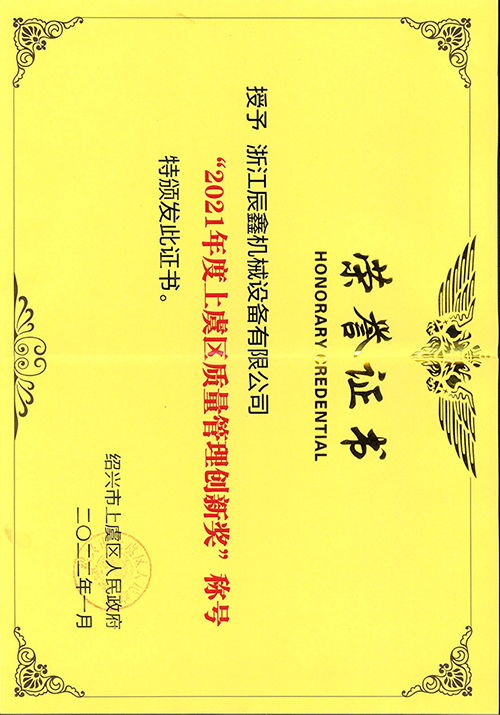 荣誉证书
HONORARY CREDENTIAL
授予 浙江辰鑫机械设备有限公司
“2021年度上虞区质量管理创新奖”称号
特颁发此证书。
绍兴市上虞区人民政府
二〇二二年一月